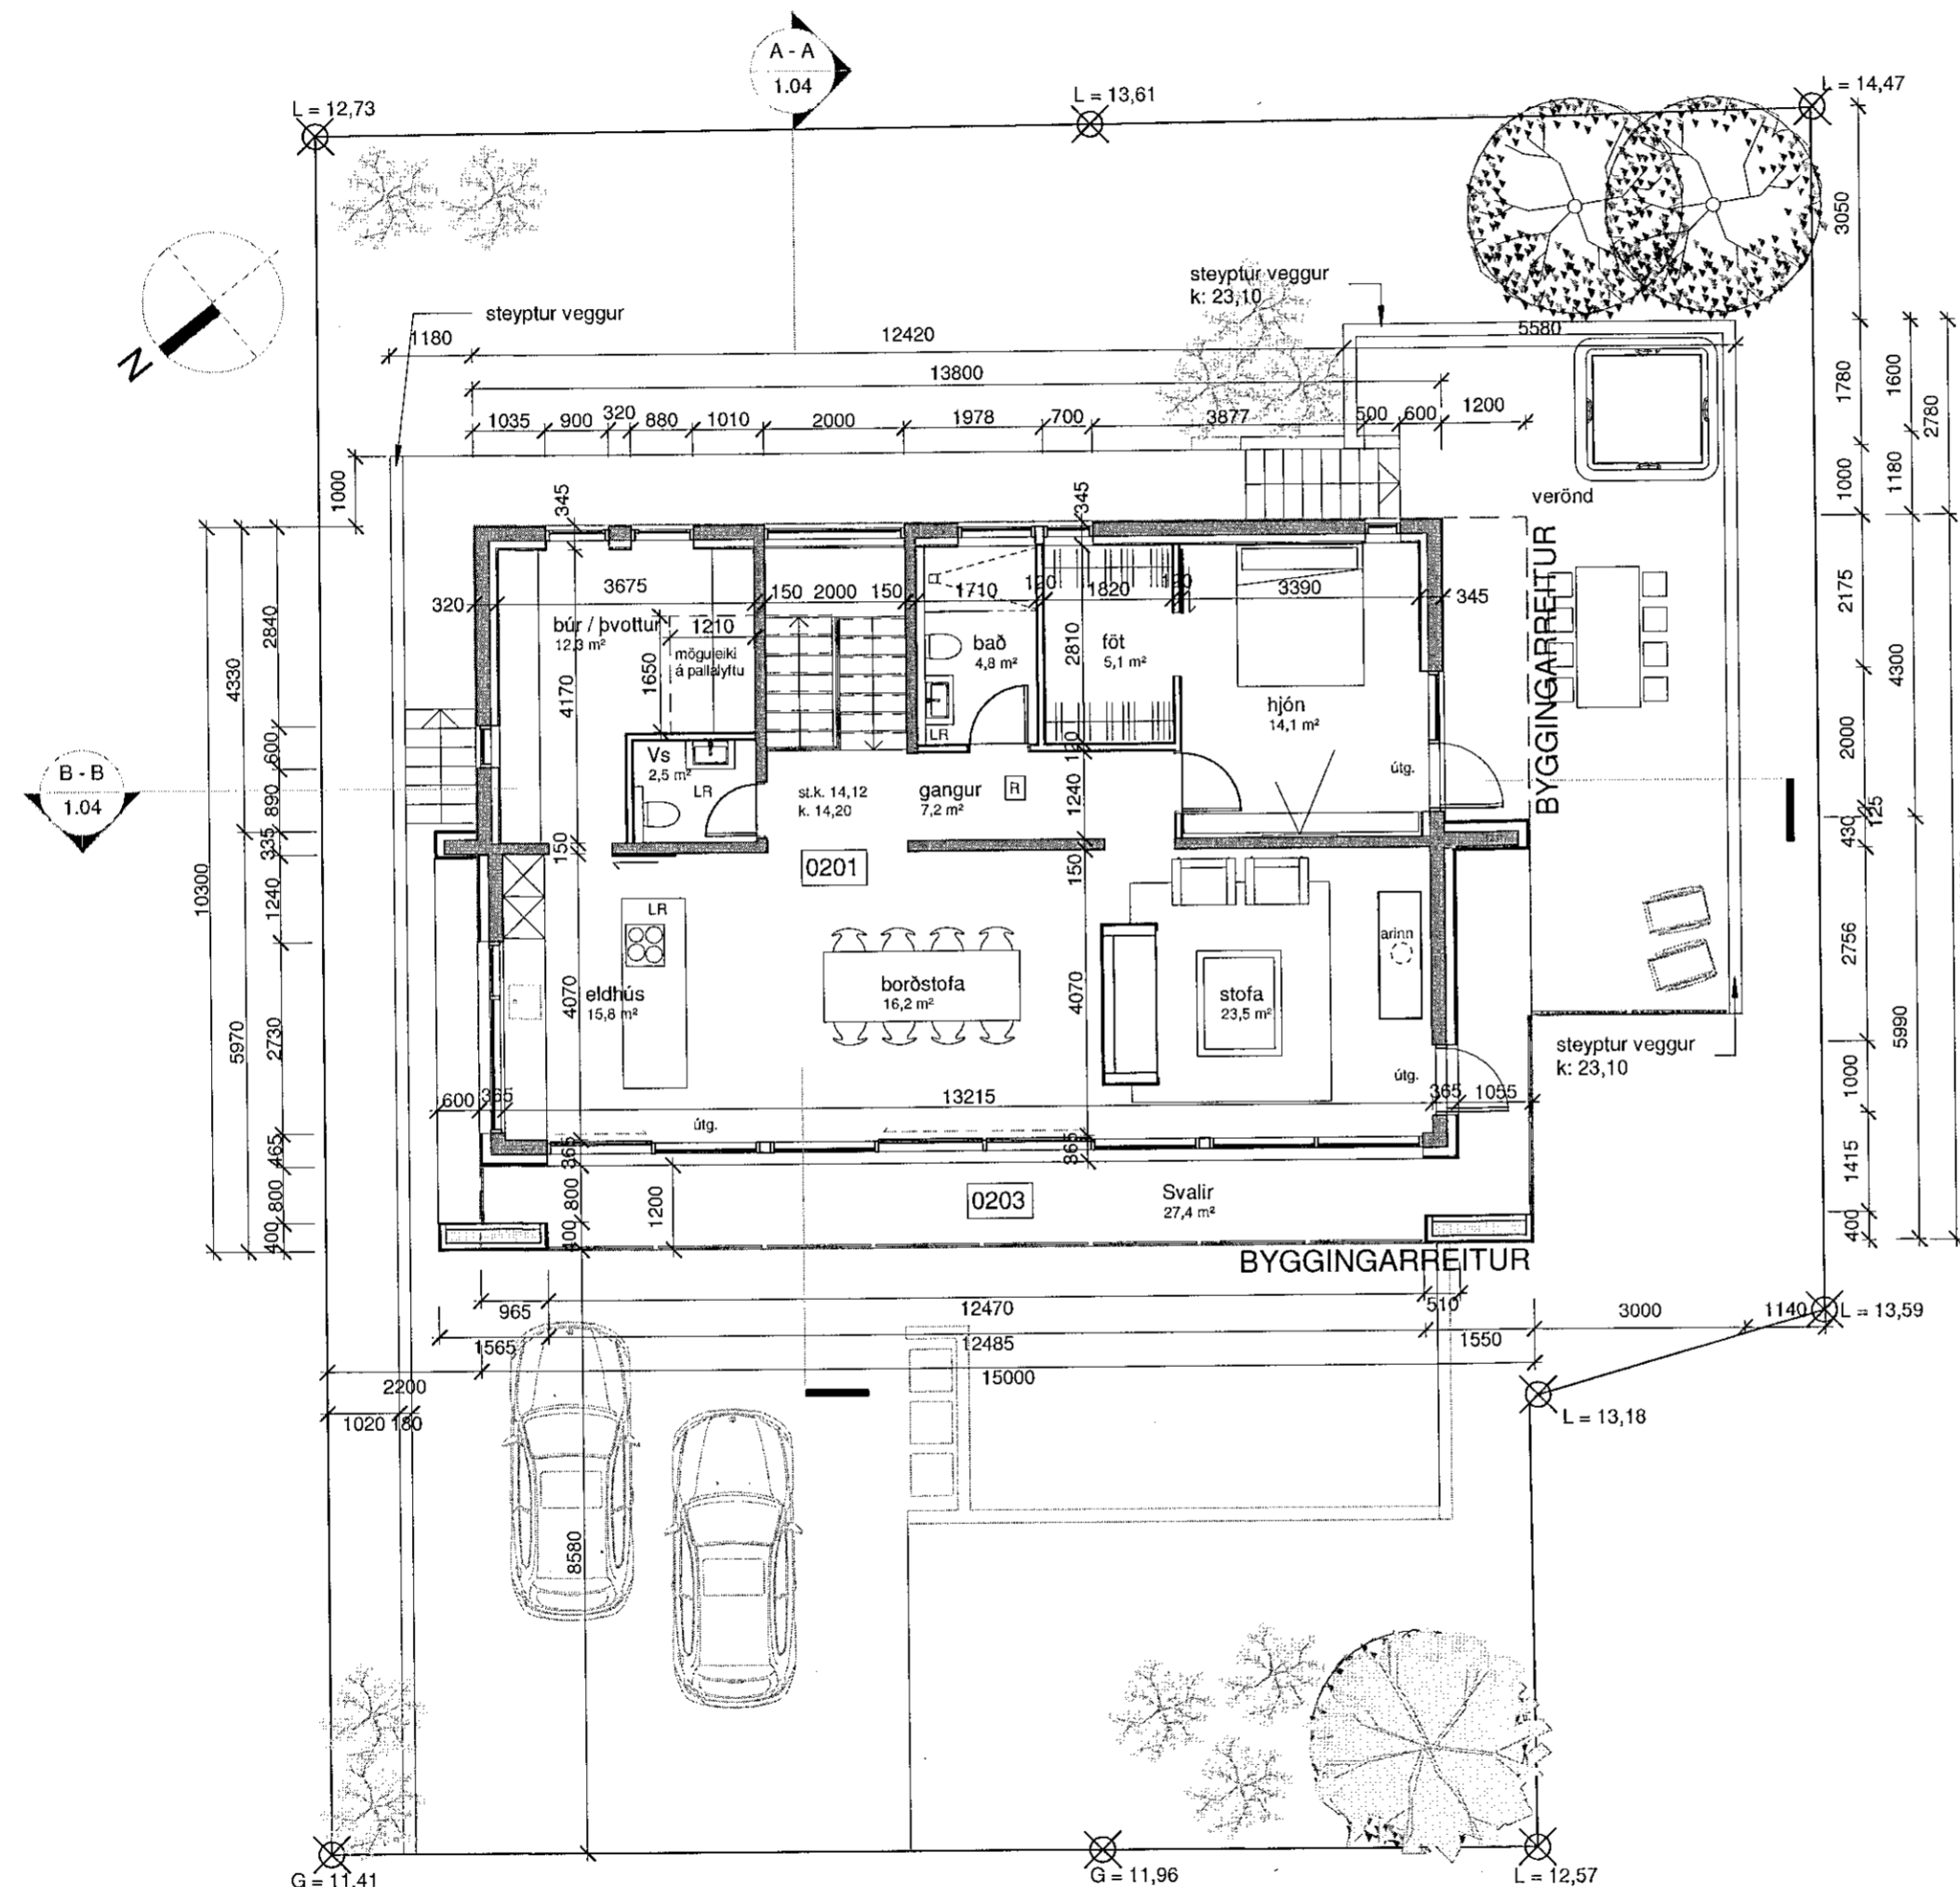 A - A
1.04
L = 12,73
L = 13,61
L = 14,47
3050
steyptur veggur
k: 23,10
steyptur veggur
N
1180
12420
5580
13800
1035
900
320
880
1010
2000
1978
700
3877
500
600
1200
1780
1600
2780
1000
1000
1180
345
345
verönd
BYGGINGARREITUR
320
3675
150
2000
150
1710
120
1820
3390
345
2175
4300
2840
4330
búr / þvottur
12,3 m²
1210
möguleiki
á pallalyftu
1650
4170
bað
4,8 m²
2810
föt
5,1 m²
hjón
14,1 m²
LR
2000
600
890
335
Vs
2,5 m²
LR
st.k. 14,12
k. 14,20
gangur
7,2 m²
R
120
1240
útg.
B - B
1.04
125
430
150
0201
150
10300
1240
LR
arinn
2756
eldhús
15,8 m²
4070
borðstofa
16,2 m²
4070
stofa
23,5 m²
5970
2730
5990
steyptur veggur
k: 23,10
útg.
1000
600
365
13215
365
1055
útg.
465
365
365
1415
800
800
1200
0203
Svalir
27,4 m²
400
400
400
BYGGINGARREITUR
965
12470
510
3000
1140
L = 13,59
1565
12485
1550
2200
15000
1020
180
L = 13,18
8580
G = 11,41
G = 11,96
L = 12,57